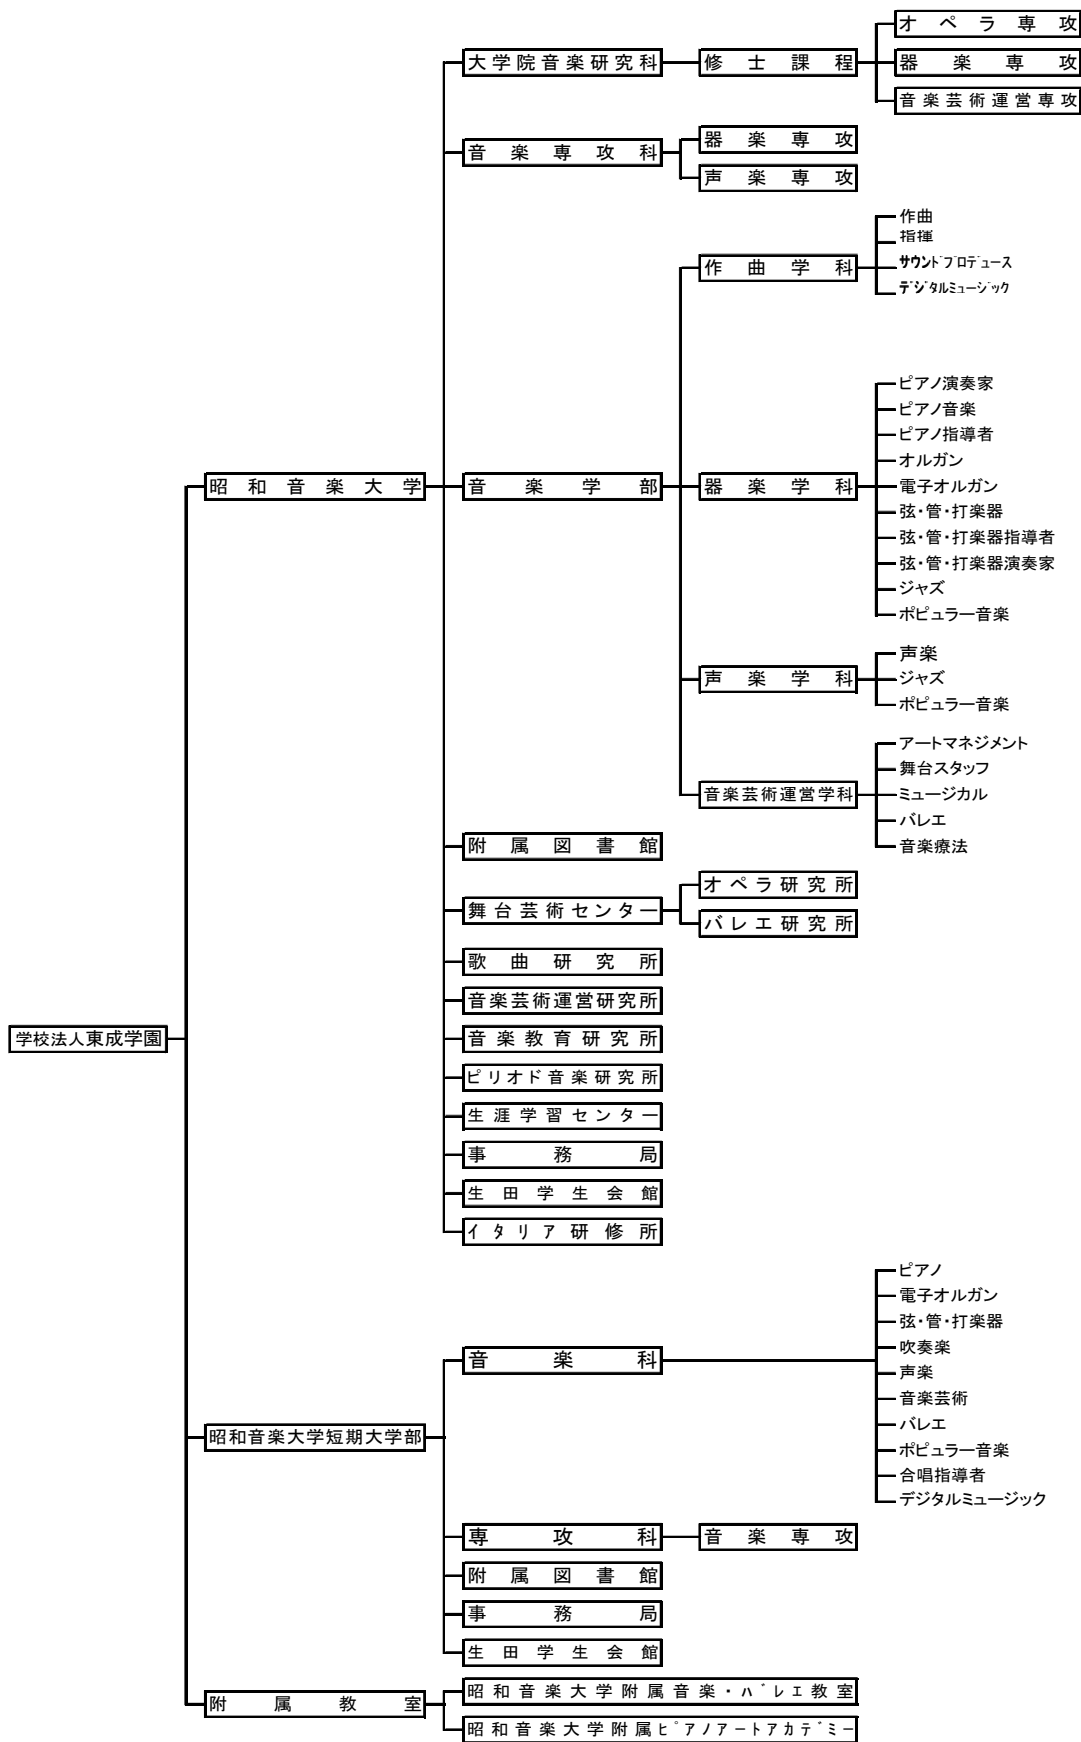 オペラ専攻
大学院音楽研究科
修士課程
器楽専攻
音楽芸術運営専攻
音楽専攻科
器楽専攻
声楽専攻
作曲学科
作曲
指揮
サウンドプロデュース
デジタルミュージック
昭和音楽大学
音楽学部
器楽学科
ピアノ演奏家
ピアノ音楽
ピアノ指導者
オルガン
電子オルガン
弦・管・打楽器
弦・管・打楽器指導者
弦・管・打楽器演奏家
ジャズ
ポピュラー音楽
声楽学科
声楽
ジャズ
ポピュラー音楽
音楽芸術運営学科
アートマネジメント
舞台スタッフ
ミュージカル
バレエ
音楽療法
附属図書館
舞台芸術センター
オペラ研究所
バレエ研究所
歌曲研究所
音楽芸術運営研究所
学校法人東成学園
音楽教育研究所
ピリオド音楽研究所
生涯学習センター
事務局
生田学生会館
イタリア研修所
昭和音楽大学短期大学部
音楽科
ピアノ
電子オルガン
弦・管・打楽器
吹奏楽
声楽
音楽芸術
バレエ
ポピュラー音楽
合唱指導者
デジタルミュージック
専攻科
音楽専攻
附属図書館
事務局
生田学生会館
附属教室
昭和音楽大学附属音楽・バレエ教室
昭和音楽大学附属ピアノアートアカデミー